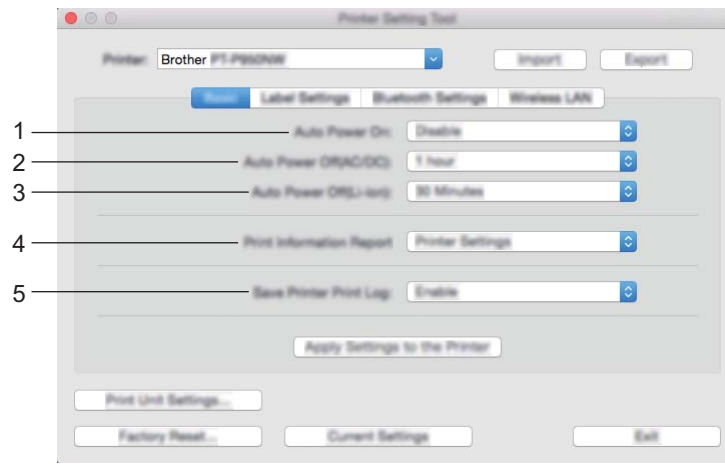 Printer Setting Tool
Printer: Brother PT-P950NW Import Export
Label Settings Bluetooth Settings Wireless LAN
1 Auto Power On: Disable
2 Auto Power Off(AC/DC): 1 hour
3 Auto Power Off(Li-ion): 30 Minutes
4 Print Information Report Printer Settings
5 Save Printer Print Log: Enable
Apply Settings to the Printer
Print Unit Settings...
Factory Reset... Current Settings Exit